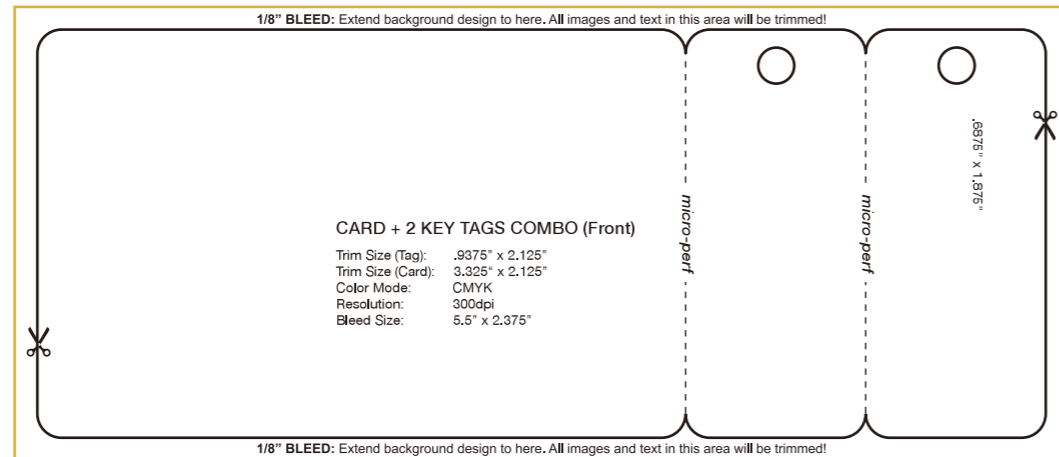 1/8” BLEED: Extend background design to here. All images and text in this area will be trimmed!
.6875" x 1.875"
micro-perf
micro-perf
CARD + 2 KEY TAGS COMBO (Front)
Trim Size (Tag): .9375" x 2.125"
Trim Size (Card): 3.325" x 2.125"
Color Mode: CMYK
Resolution: 300dpi
Bleed Size: 5.5" x 2.375"
1/8” BLEED: Extend background design to here. All images and text in this area will be trimmed!